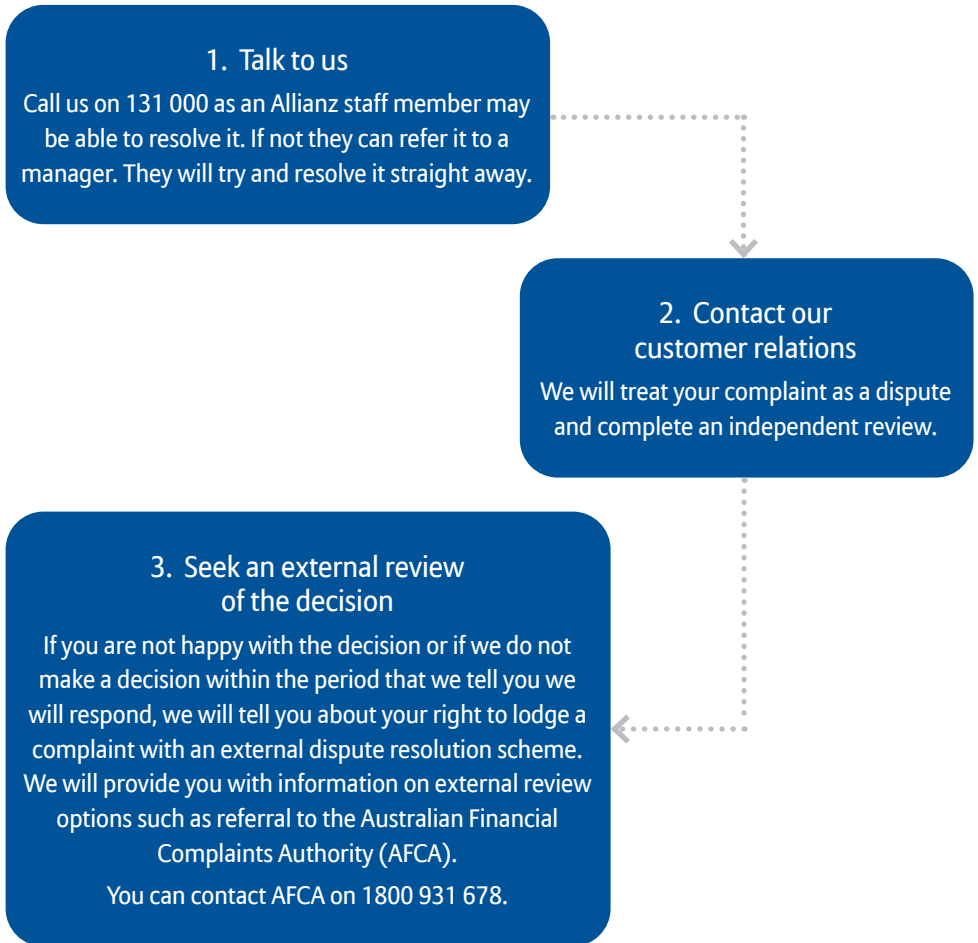 1. Talk to us
Call us on 131 000 as an Allianz staff member may
be able to resolve it. If not they can refer it to a
manager. They will try and resolve it straight away.
2. Contact our
customer relations
We will treat your complaint as a dispute
and complete an independent review.
3. Seek an external review
of the decision
If you are not happy with the decision or if we do not
make a decision within the period that we tell you we
will respond, we will tell you about your right to lodge a
complaint with an external dispute resolution scheme.
We will provide you with information on external review
options such as referral to the Australian Financial
Complaints Authority (AFCA).
You can contact AFCA on 1800 931 678.